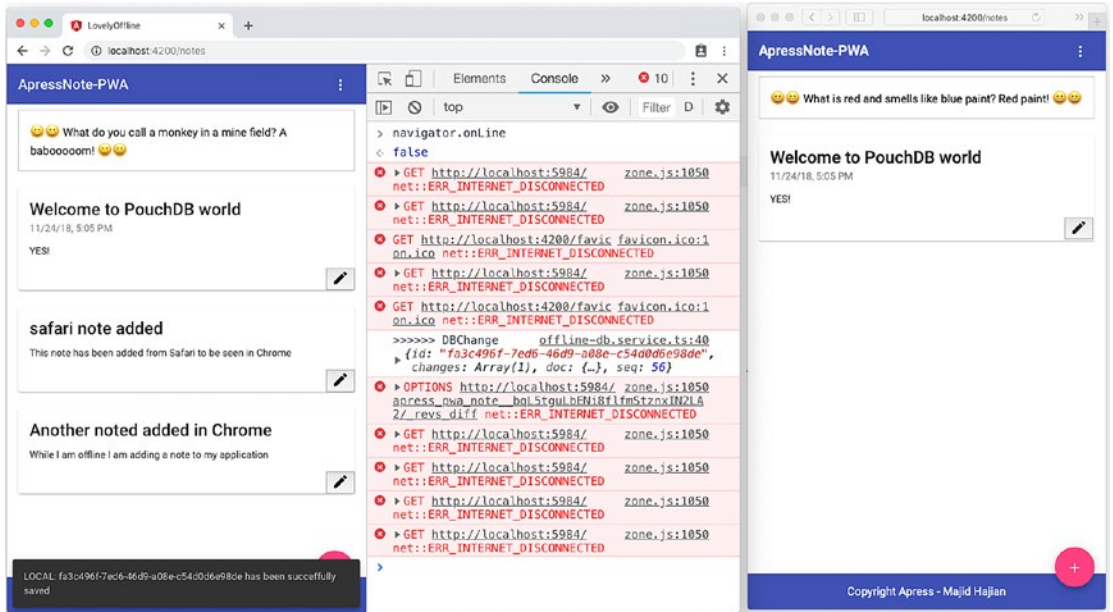 LovelyOffline
localhost:4200/notes
ApressNote-PWA
😀😀 What do you call a monkey in a mine field? A
babooooom! 😀😀
Welcome to PouchDB world
11/24/18, 5:05 PM
YES!
safari note added
This note has been added from Safari to be seen in Chrome
Another noted added in Chrome
While I am offline I am adding a note to my application
LOCAL: fa3c496f-7ed6-46d9-a08e-c54d0d6e98de has been succeffully
saved
Elements Console » 10
top Filter D
> navigator.onLine
< false
GET http://localhost:5984/ zone.js:1050
net::ERR_INTERNET_DISCONNECTED
GET http://localhost:5984/ zone.js:1050
net::ERR_INTERNET_DISCONNECTED
GET http://localhost:4200/favic favicon.ico:1
on.ico net::ERR_INTERNET_DISCONNECTED
GET http://localhost:5984/ zone.js:1050
net::ERR_INTERNET_DISCONNECTED
GET http://localhost:4200/favic favicon.ico:1
on.ico net::ERR_INTERNET_DISCONNECTED
>>>>>> DBChange offline-db.service.ts:40
{id: "fa3c496f-7ed6-46d9-a08e-c54d0d6e98de",
changes: Array(1), doc: {…}, seq: 56}
OPTIONS http://localhost:5984/ zone.js:1050
apress_pwa_note__bqL5tguLbENi8flfmStznxIN2LA
2/_revs_diff net::ERR_INTERNET_DISCONNECTED
GET http://localhost:5984/ zone.js:1050
net::ERR_INTERNET_DISCONNECTED
GET http://localhost:5984/ zone.js:1050
net::ERR_INTERNET_DISCONNECTED
GET http://localhost:5984/ zone.js:1050
net::ERR_INTERNET_DISCONNECTED
GET http://localhost:5984/ zone.js:1050
net::ERR_INTERNET_DISCONNECTED
>
localhost:4200/notes
ApressNote-PWA
😀😀 What is red and smells like blue paint? Red paint! 😀😀
Welcome to PouchDB world
11/24/18, 5:05 PM
YES!
Copyright Apress - Majid Hajian